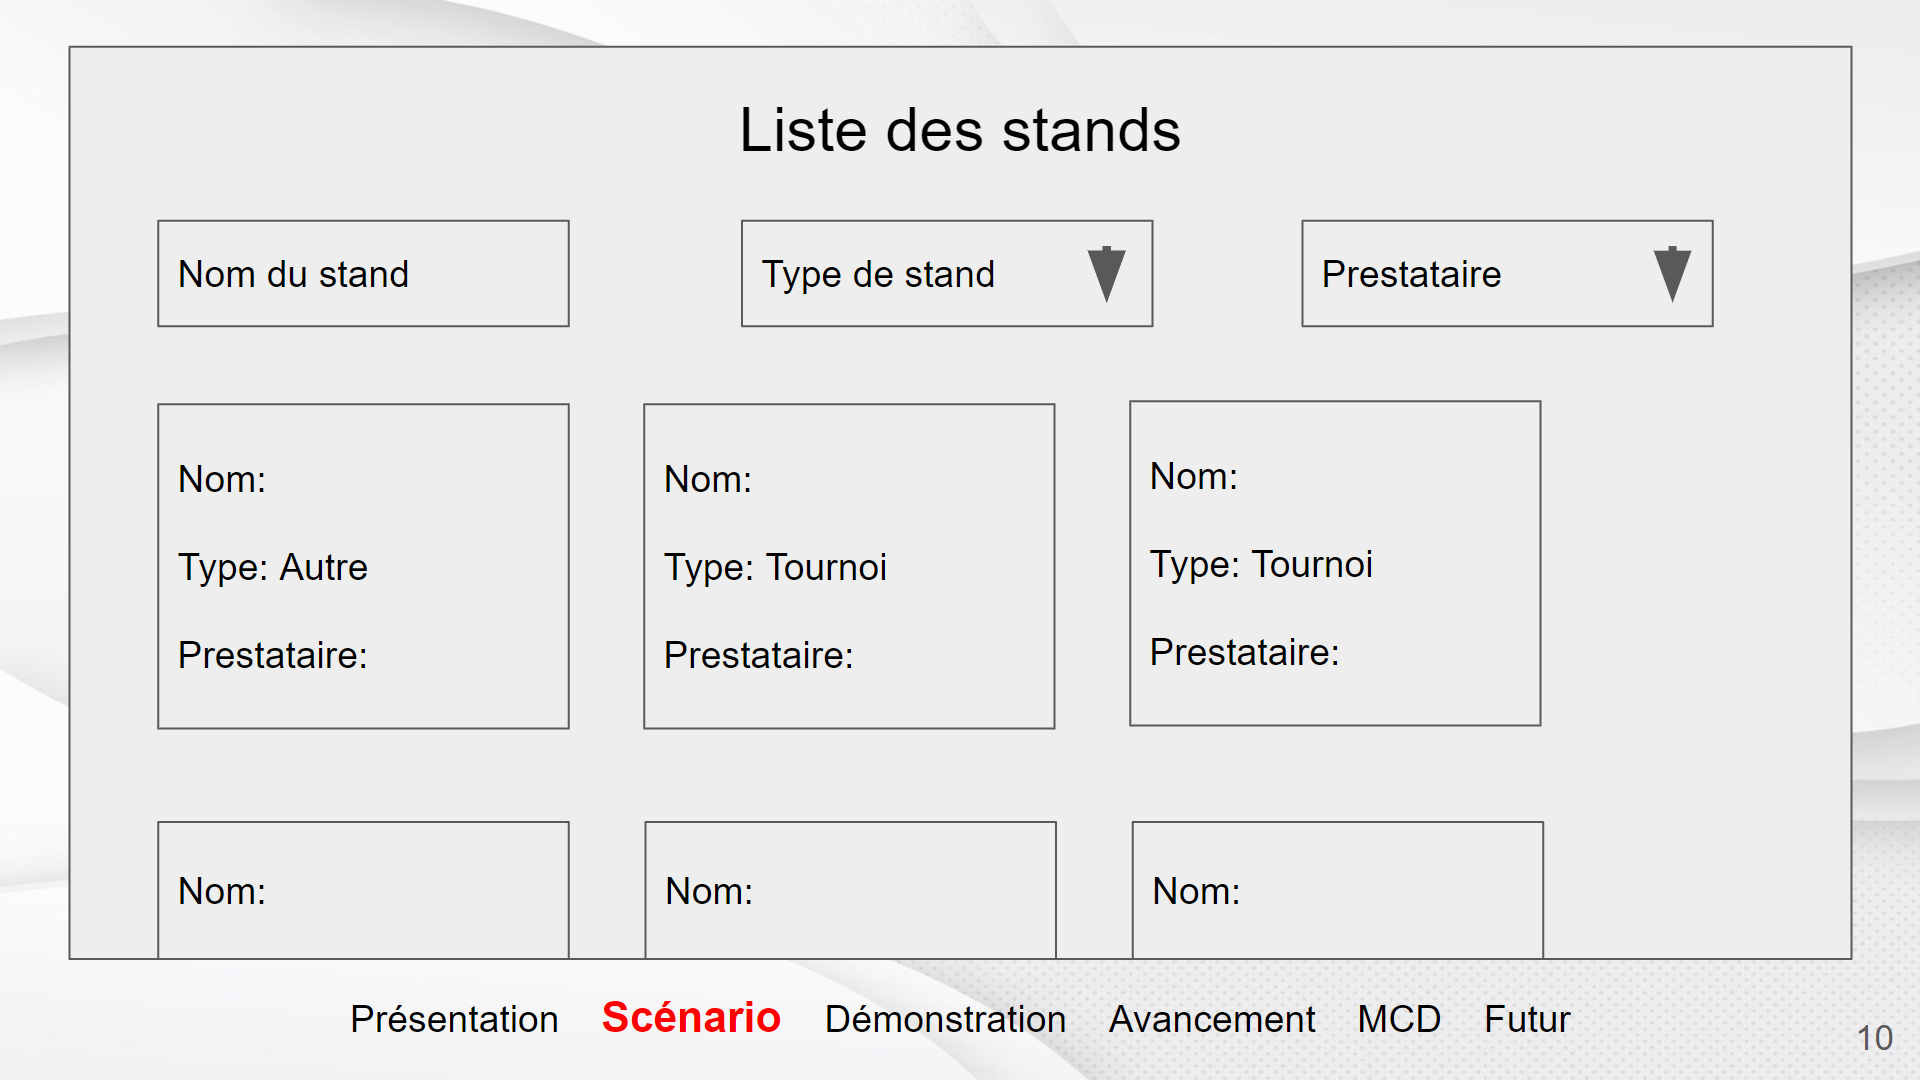 Liste des stands
Nom du stand
Type de stand
Prestataire
Nom:
Type: Autre
Prestataire:
Nom:
Type: Tournoi
Prestataire:
Nom:
Type: Tournoi
Prestataire:
Nom:
Nom:
Nom:
Présentation Scénario Démonstration Avancement MCD Futur
10